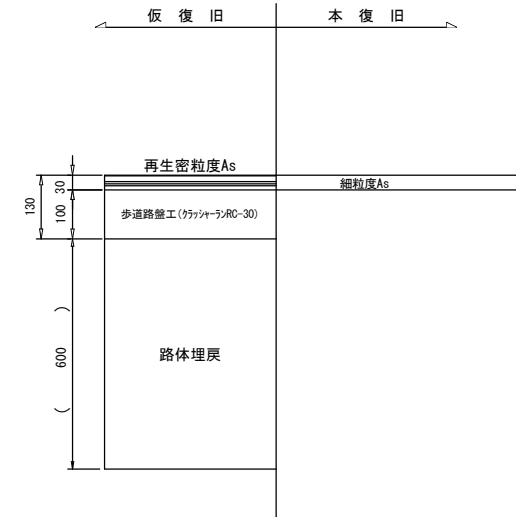 仮 復 旧
本 復 旧
再生密粒度As
細粒度As
30
130
100
歩道路盤工(クラッシャーランRC-30)
( 600 )
路体埋戻